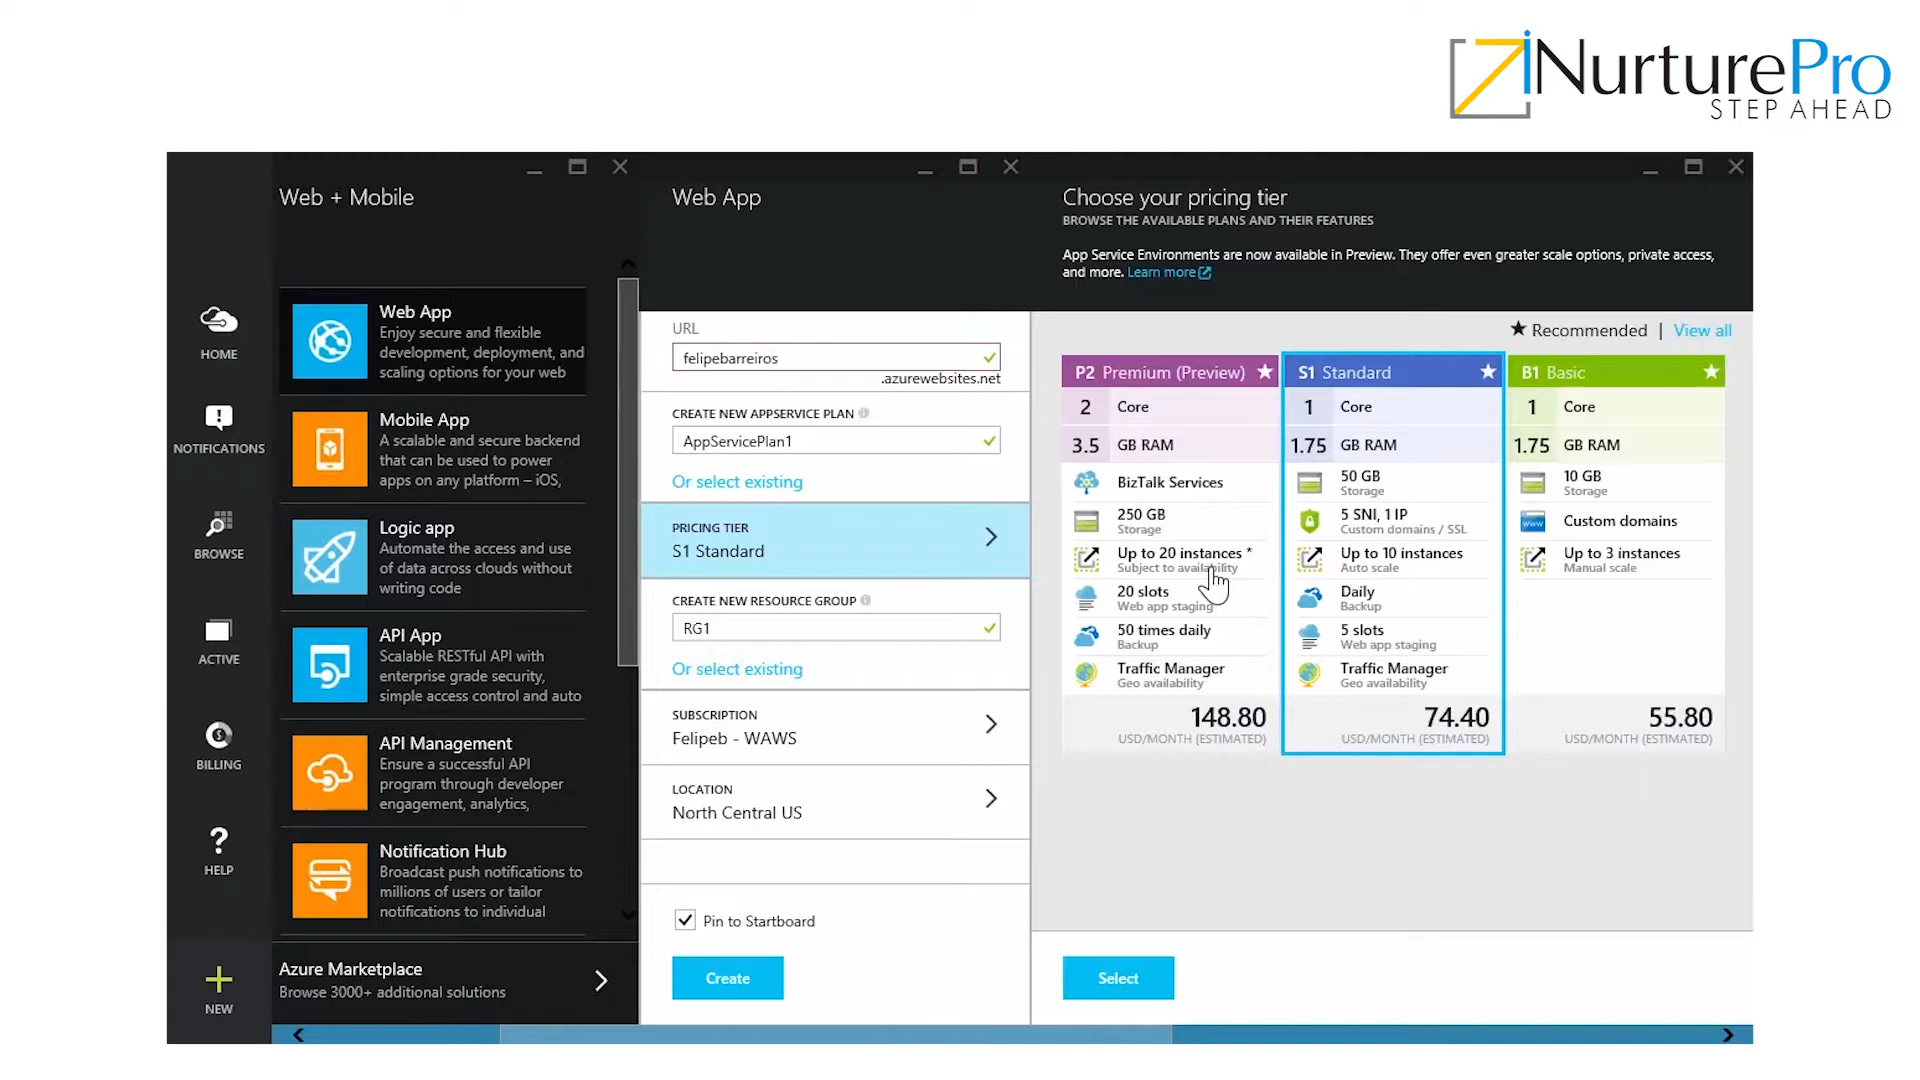 iNurturePro
STEP AHEAD
HOME
NOTIFICATIONS
BROWSE
ACTIVE
BILLING
HELP
NEW
Web + Mobile
Web App
Enjoy secure and flexible
development, deployment, and
scaling options for your web
Mobile App
A scalable and secure backend
that can be used to power
apps on any platform – iOS,
Logic app
Automate the access and use
of data across clouds without
writing code
API App
Scalable RESTful API with
enterprise grade security,
simple access control and auto
API Management
Ensure a successful API
program through developer
engagement, analytics,
Notification Hub
Broadcast push notifications to
millions of users or tailor
notifications to individual
Azure Marketplace
Browse 3000+ additional solutions
Web App
URL
felipebarreiros
.azurewebsites.net
CREATE NEW APPSERVICE PLAN
AppServicePlan1
Or select existing
PRICING TIER
S1 Standard
CREATE NEW RESOURCE GROUP
RG1
Or select existing
SUBSCRIPTION
Felipeb - WAWS
LOCATION
North Central US
Pin to Startboard
Create
Choose your pricing tier
BROWSE THE AVAILABLE PLANS AND THEIR FEATURES
App Service Environments are now available in Preview. They offer even greater scale options, private access,
and more. Learn more
★ Recommended | View all
P2 Premium (Preview) ★
2 Core
3.5 GB RAM
BizTalk Services
250 GB
Storage
Up to 20 instances *
Subject to availability
20 slots
Web app staging
50 times daily
Backup
Traffic Manager
Geo availability
148.80
USD/MONTH (ESTIMATED)
S1 Standard ★
1 Core
1.75 GB RAM
50 GB
Storage
5 SNI, 1 IP
Custom domains / SSL
Up to 10 instances
Auto scale
Daily
Backup
5 slots
Web app staging
Traffic Manager
Geo availability
74.40
USD/MONTH (ESTIMATED)
B1 Basic ★
1 Core
1.75 GB RAM
10 GB
Storage
www
Custom domains
Up to 3 instances
Manual scale
55.80
USD/MONTH (ESTIMATED)
Select